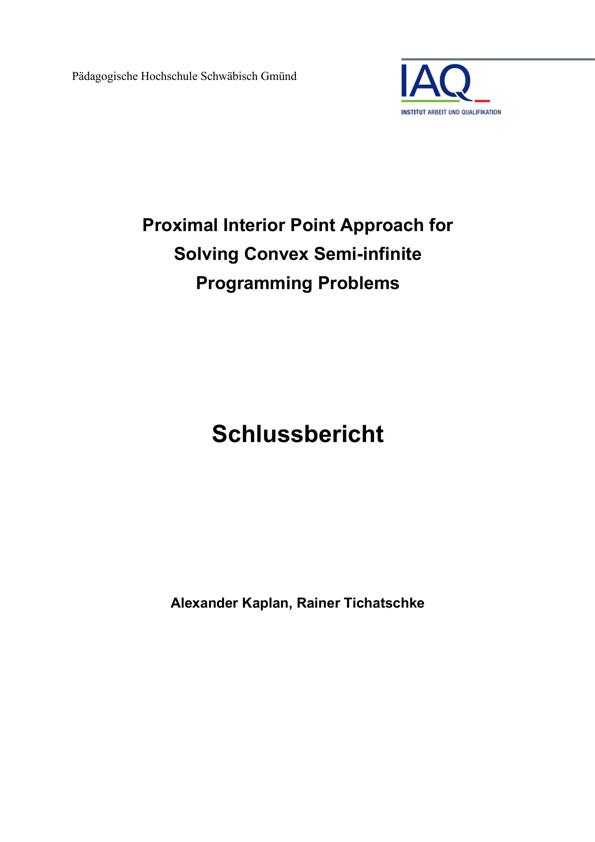 Pädagogische Hochschule Schwäbisch Gmünd
IAQ
INSTITUT ARBEIT UND QUALIFIKATION
Proximal Interior Point Approach for
Solving Convex Semi-infinite
Programming Problems
Schlussbericht
Alexander Kaplan, Rainer Tichatschke